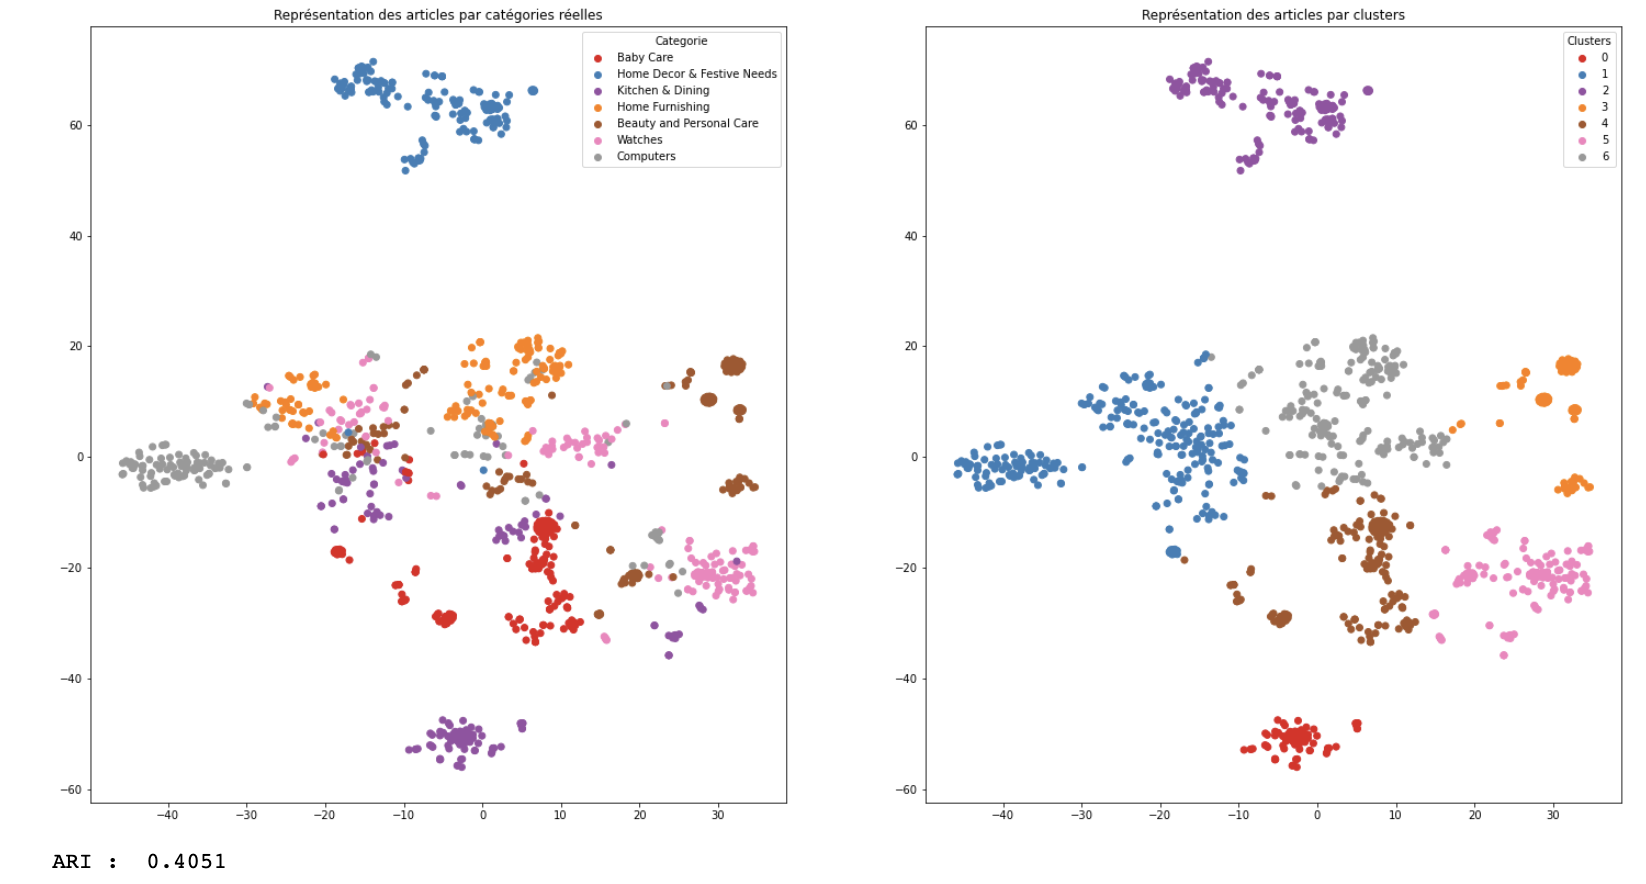 Représentation des articles par catégories réelles
Categorie
Baby Care
Home Decor & Festive Needs
Kitchen & Dining
Home Furnishing
Beauty and Personal Care
Watches
Computers
60
40
20
0
−20
−40
−60
−40 −30 −20 −10 0 10 20 30
Représentation des articles par clusters
Clusters
0
1
2
3
4
5
6
60
40
20
0
−20
−40
−60
−40 −30 −20 −10 0 10 20 30
ARI : 0.4051